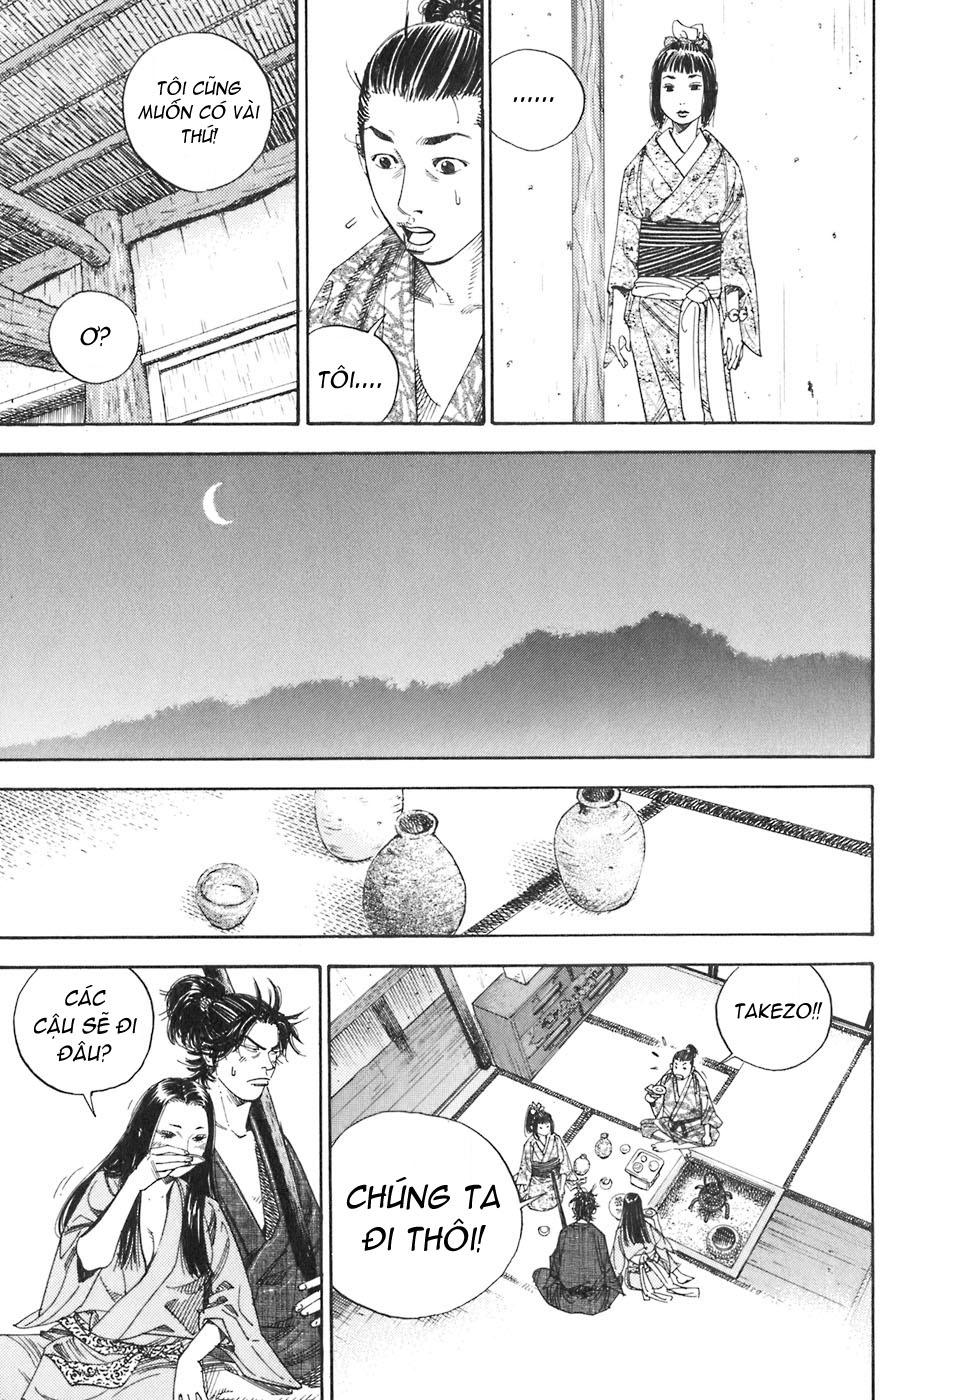 ......
TÔI....
TÔI CŨNG
MUỐN CÓ VÀI
THỨ!
Ơ?
TAKEZO!!
CHÚNG TA
ĐI THÔI!
CÁC
CẬU SẼ ĐI
ĐÂU?